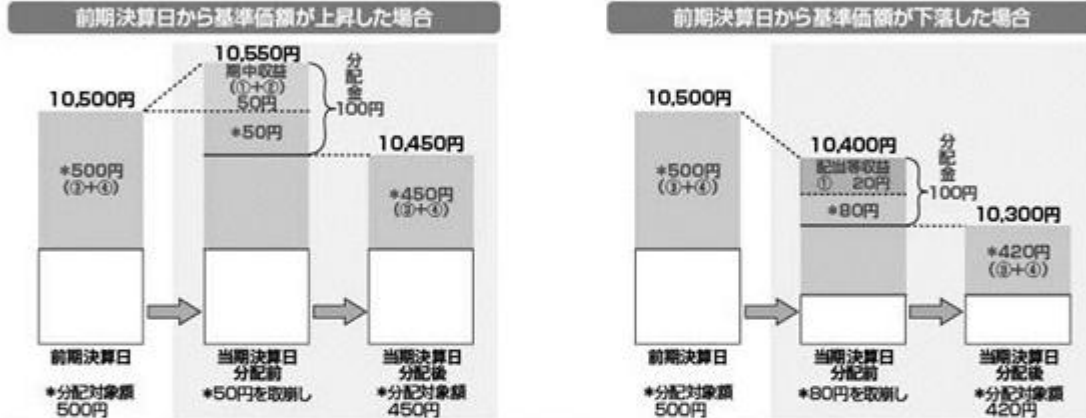 前期決算日から基準価額が上昇した場合
10,550円
期中収益
(①+②)
50円
*50円
分配金
100円
10,500円
*500円
(③+④)
10,450円
*450円
(③+④)
前期決算日
当期決算日
分配前
当期決算日
分配後
*分配対象額
500円
*50円を取崩し
*分配対象額
450円
前期決算日から基準価額が下落した場合
10,500円
*500円
(③+④)
10,400円
配当等収益
① 20円
*80円
分配金
100円
10,300円
*420円
(③+④)
前期決算日
当期決算日
分配前
当期決算日
分配後
*分配対象額
500円
*80円を取崩し
*分配対象額
420円